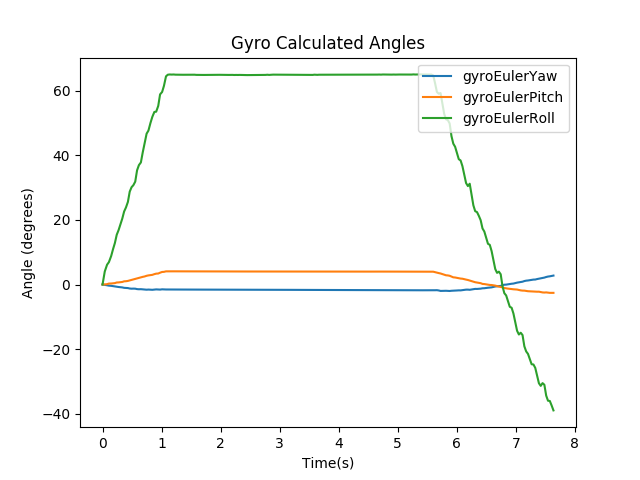 Gyro Calculated Angles
gyroEulerYaw
gyroEulerPitch
gyroEulerRoll
Angle (degrees)
60
40
20
0
−20
−40
0 1 2 3 4 5 6 7 8
Time(s)